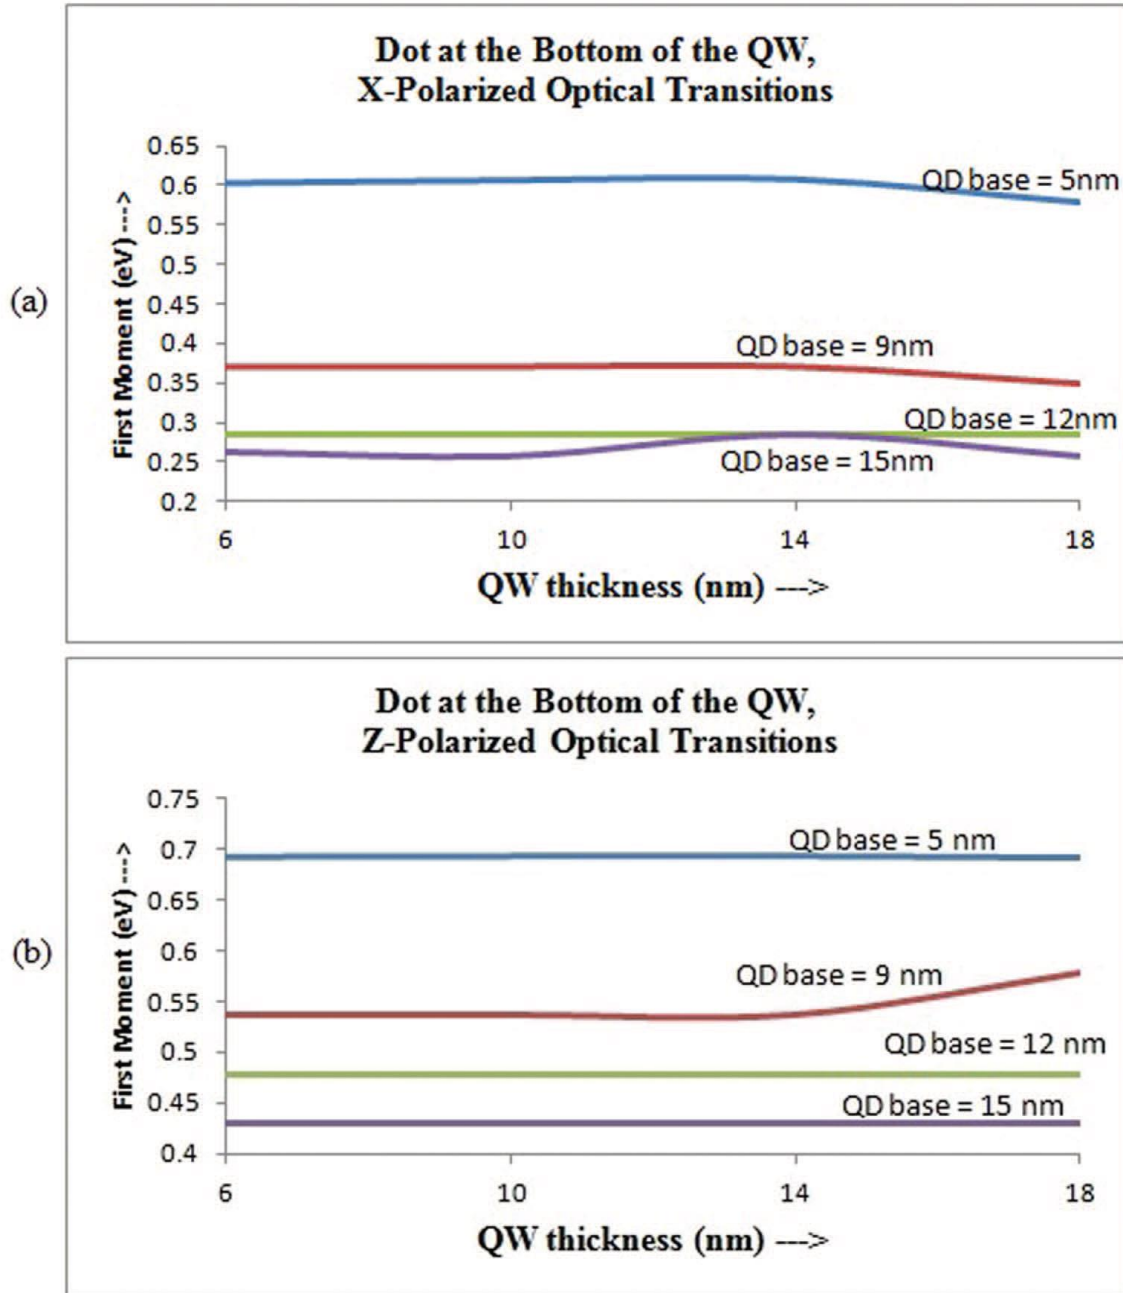 (a)
Dot at the Bottom of the QW,
X-Polarized Optical Transitions
First Moment (eV) --->
0.65
0.6
0.55
0.5
0.45
0.4
0.35
0.3
0.25
0.2
QD base = 5nm
QD base = 9nm
QD base = 12nm
QD base = 15nm
6 10 14 18
QW thickness (nm) --->
(b)
Dot at the Bottom of the QW,
Z-Polarized Optical Transitions
First Moment (eV) --->
0.75
0.7
0.65
0.6
0.55
0.5
0.45
0.4
QD base = 5 nm
QD base = 9 nm
QD base = 12 nm
QD base = 15 nm
6 10 14 18
QW thickness (nm) --->